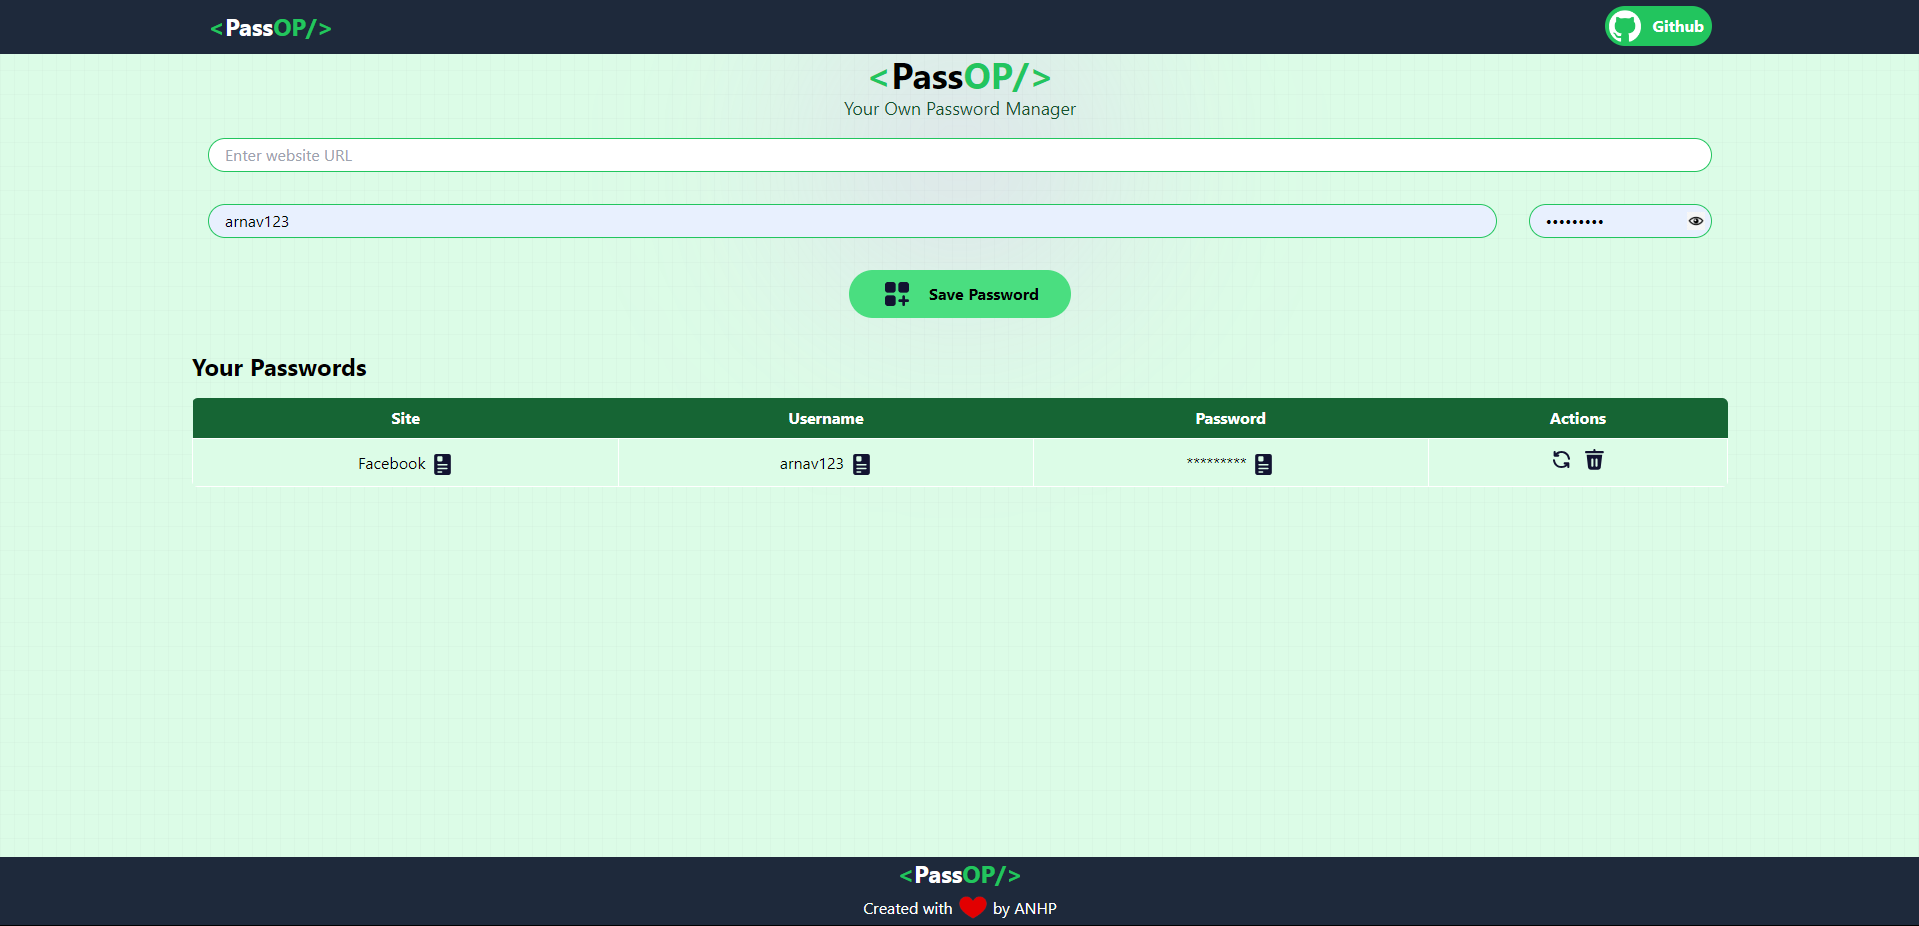 <PassOP/>
Github
<PassOP/>
Your Own Password Manager
Enter website URL
arnav123 •••••••••
Save Password
Your Passwords
Site Username Password Actions
Facebook arnav123 *********
<PassOP/>
Created with by ANHP